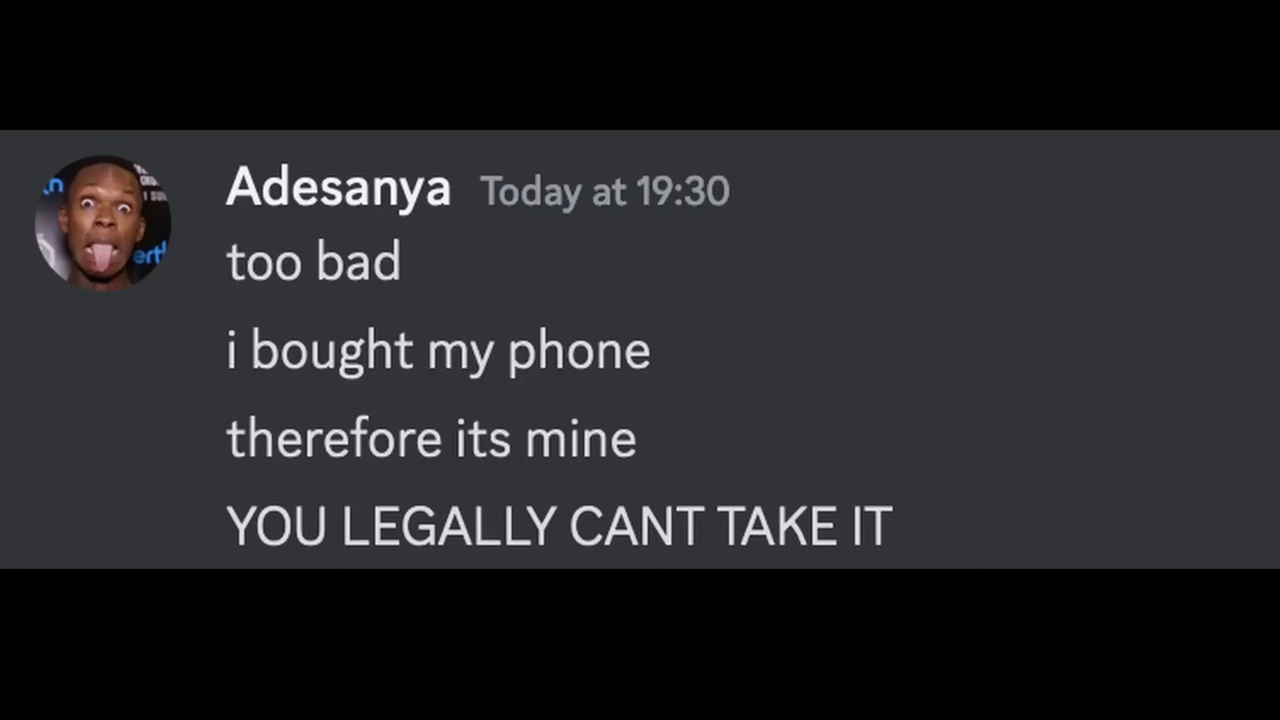 Adesanya Today at 19:30
too bad
i bought my phone
therefore its mine
YOU LEGALLY CANT TAKE IT